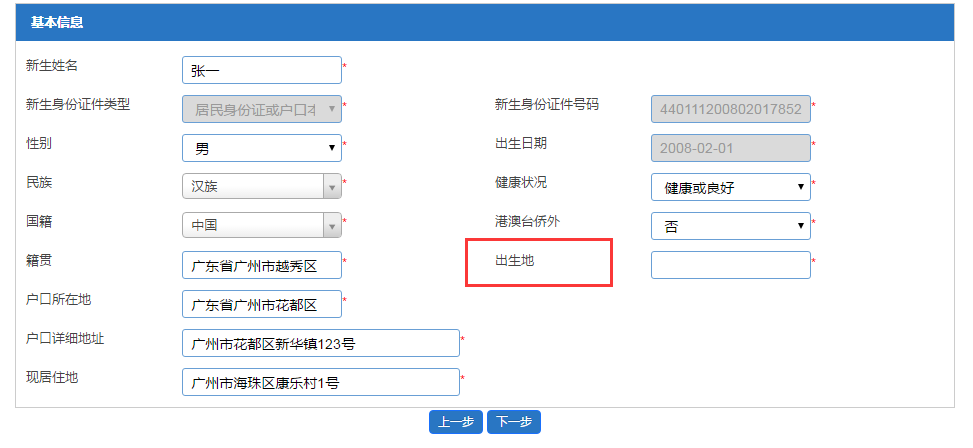 基本信息
新生姓名 张一 *
新生身份证件类型 居民身份证或户口本 * 新生身份证件号码 440111200802017852 *
性别 男 * 出生日期 2008-02-01 *
民族 汉族 * 健康状况 健康或良好 *
国籍 中国 * 港澳台侨外 否 *
籍贯 广东省广州市越秀区 * 出生地 *
户口所在地 广东省广州市花都区 *
户口详细地址 广州市花都区新华镇123号 *
现居住地 广州市海珠区康乐村1号 *
上一步 下一步